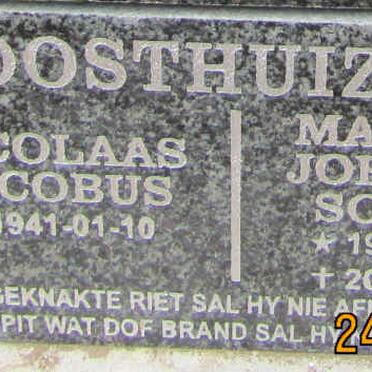 OOSTHUIZ
COLAAS
COBUS
1941-01-10
MA
JO
SO
★ 19
✝ 20
GEKNAKTE RIET SAL HY NIE AF
PIT WAT DOF BRAND SAL HY
24